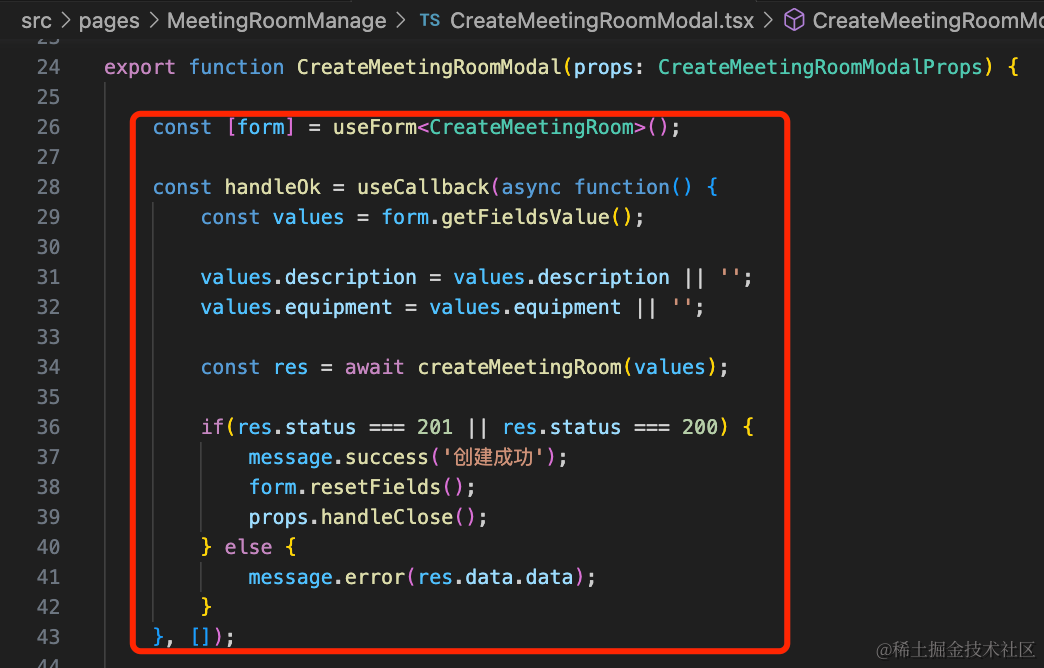 src > pages > MeetingRoomManage > TS CreateMeetingRoomModal.tsx > CreateMeetingRoomMo
23
24 export function CreateMeetingRoomModal(props: CreateMeetingRoomModalProps) {
25
26 const [form] = useForm<CreateMeetingRoom>();
27
28 const handleOk = useCallback(async function() {
29 const values = form.getFieldsValue();
30
31 values.description = values.description || '';
32 values.equipment = values.equipment || '';
33
34 const res = await createMeetingRoom(values);
35
36 if(res.status === 201 || res.status === 200) {
37 message.success('创建成功');
38 form.resetFields();
39 props.handleClose();
40 } else {
41 message.error(res.data.data);
42 }
43 }, []);
44
@稀土掘金技术社区